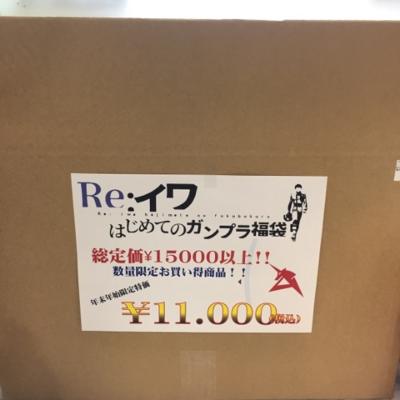 Re:イワ
Re: iwa hajimete no fukubukuro
はじめてのガンプラ福袋
総定価¥15000以上!!
数量限定お買い得商品!!
年末年始限定特価
¥11.000(税込)